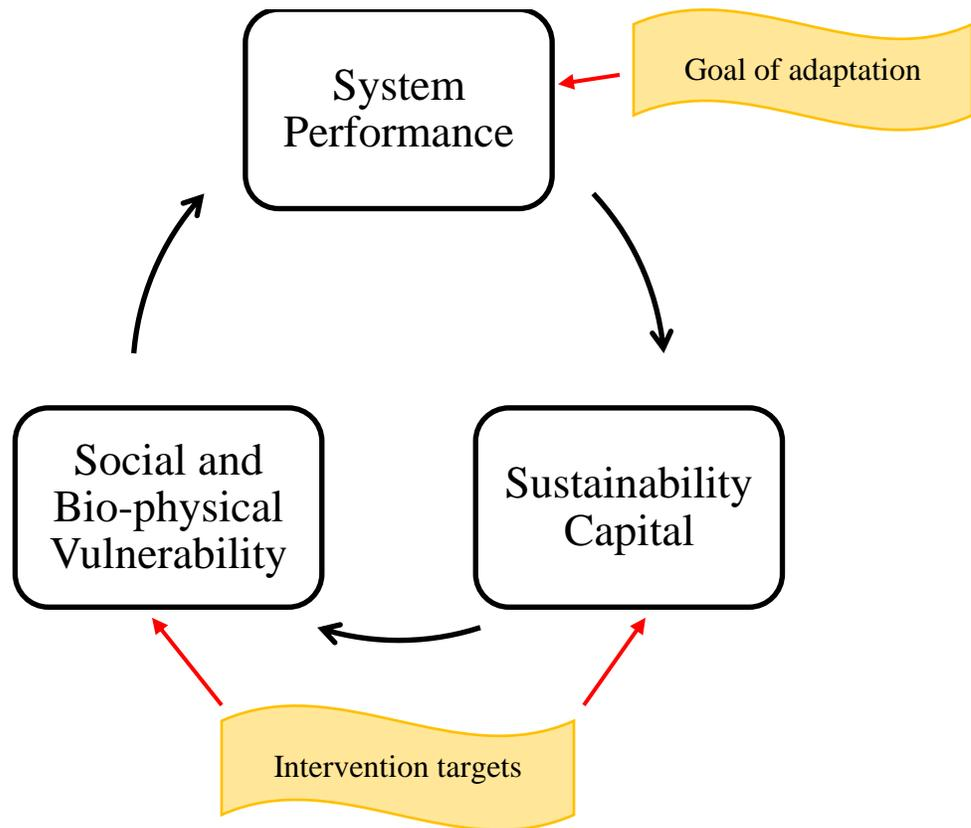 System
Performance
Goal of adaptation
Social and
Bio-physical
Vulnerability
Sustainability
Capital
Intervention targets